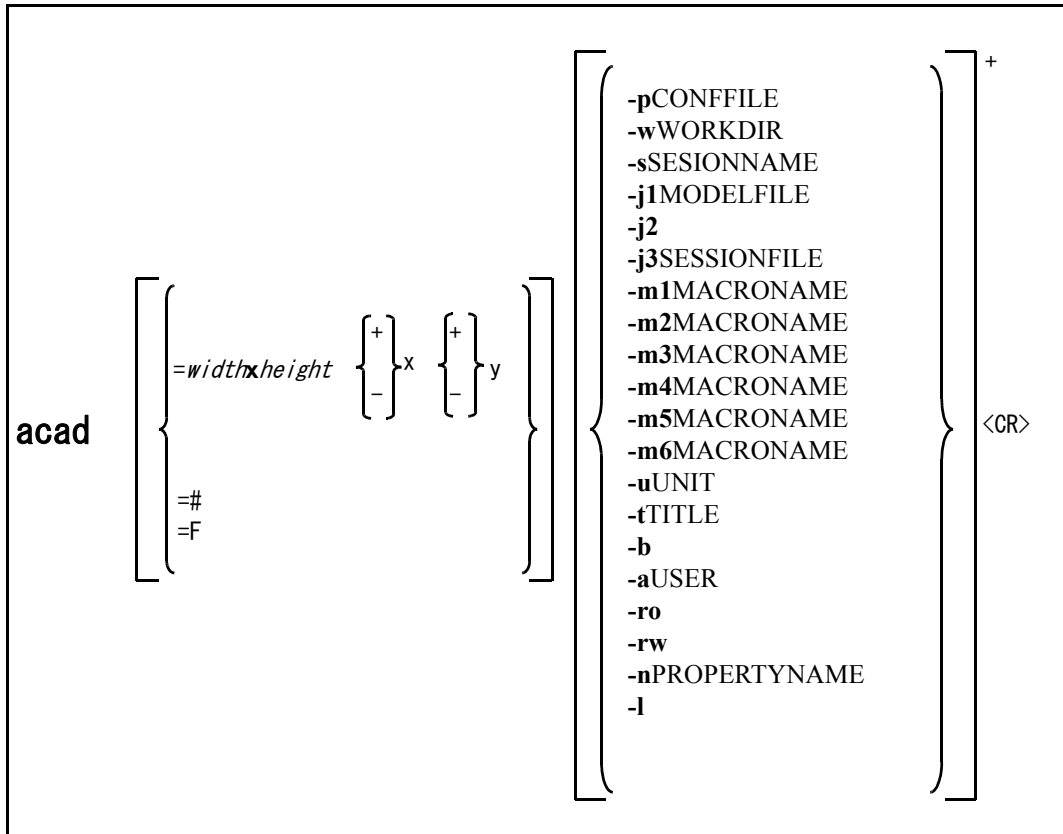 acad
=widthxheight + - x + - y
=#
=F
-pCONFFILE
-wWORKDIR
-sSESIONNAME
-j1MODELFILE
-j2
-j3SESSIONFILE
-m1MACRONAME
-m2MACRONAME
-m3MACRONAME
-m4MACRONAME
-m5MACRONAME
-m6MACRONAME
-uUNIT
-tTITLE
-b
-aUSER
-ro
-rw
-nPROPERTYNAME
-l
+
<CR>